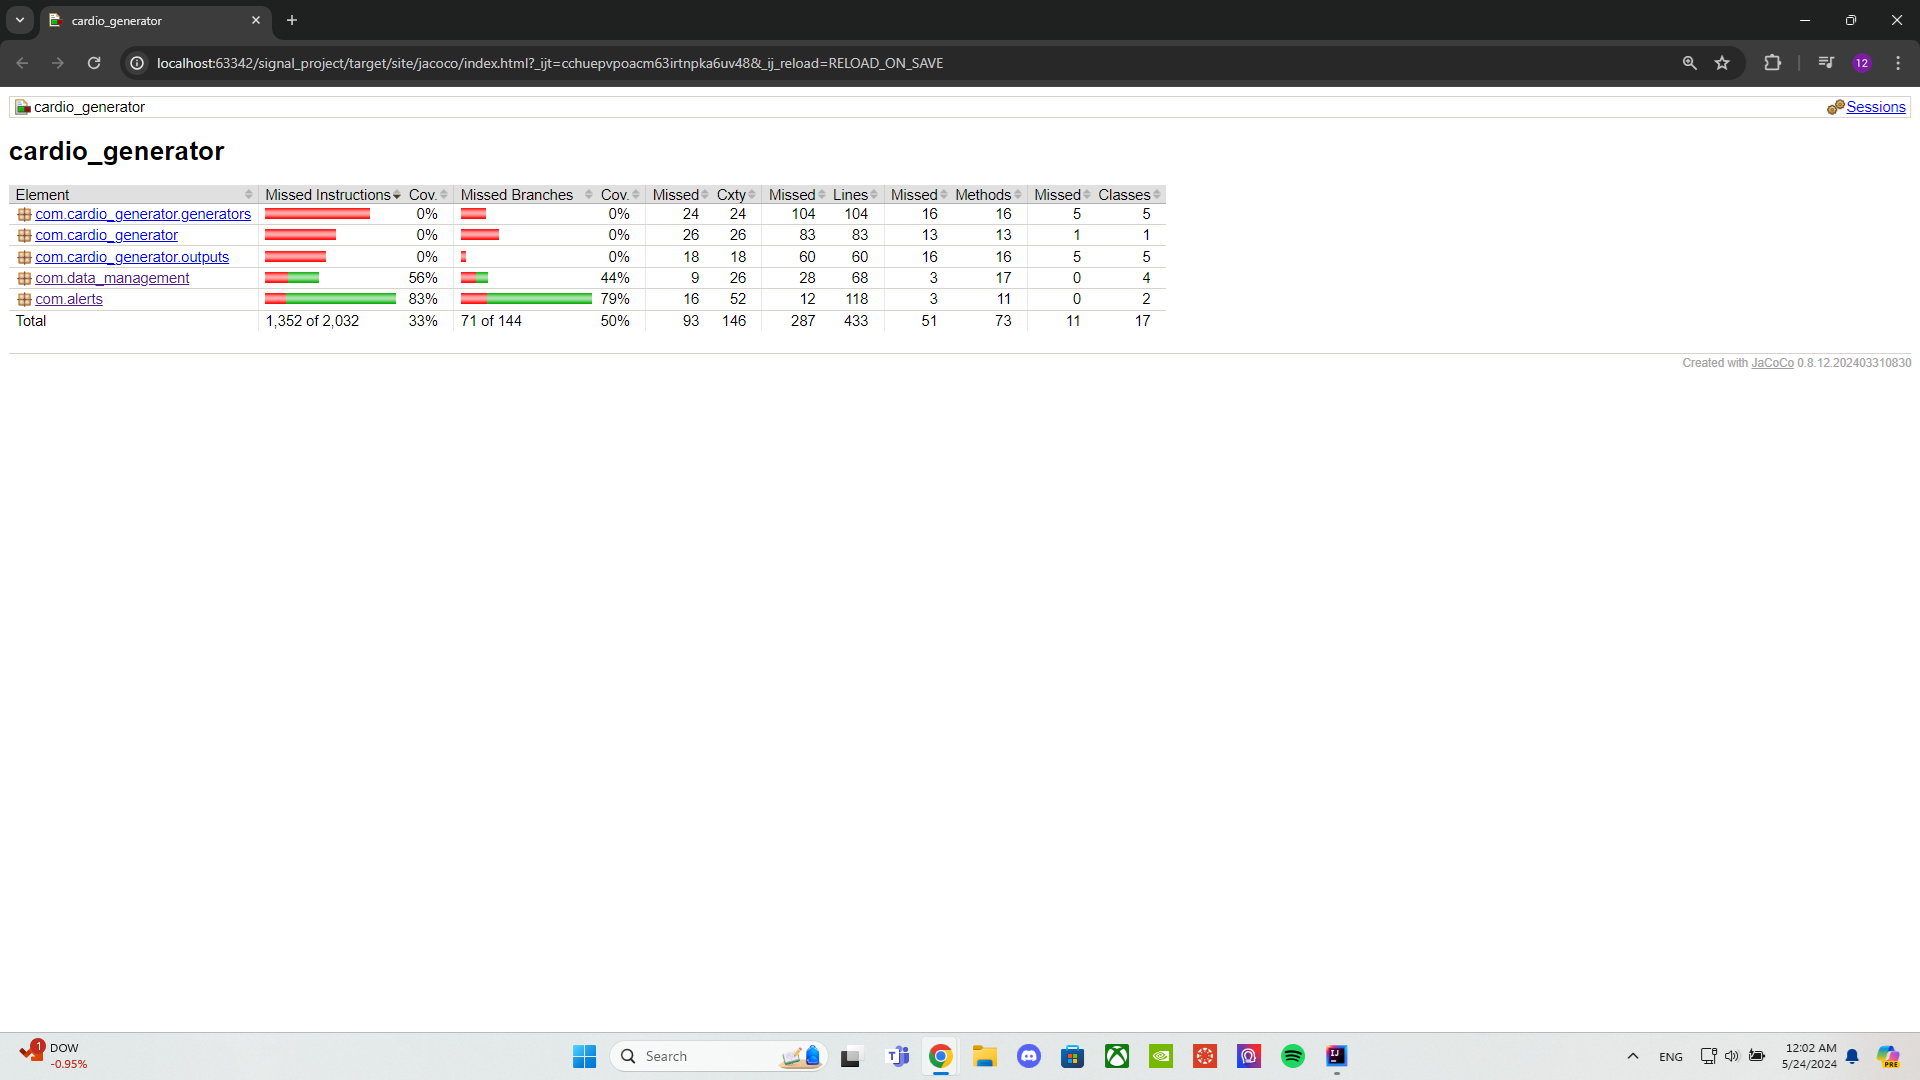 cardio_generator
localhost:63342/signal_project/target/site/jacoco/index.html?_ijt=cchuepvpoacm63irtnpka6uv48&_ij_reload=RELOAD_ON_SAVE
12
cardio_generator
Sessions
cardio_generator
Element Missed Instructions Cov. Missed Branches Cov. Missed Cxty Missed Lines Missed Methods Missed Classes
com.cardio_generator.generators 0% 0% 24 24 104 104 16 16 5 5
com.cardio_generator 0% 0% 26 26 83 83 13 13 1 1
com.cardio_generator.outputs 0% 0% 18 18 60 60 16 16 5 5
com.data_management 56% 44% 9 26 28 68 3 17 0 4
com.alerts 83% 79% 16 52 12 118 3 11 0 2
Total 1,352 of 2,032 33% 71 of 144 50% 93 146 287 433 51 73 11 17
Created with JaCoCo 0.8.12.202403310830
1
DOW
-0.95%
Search
T
IJ
ENG
12:02 AM
5/24/2024
PRE